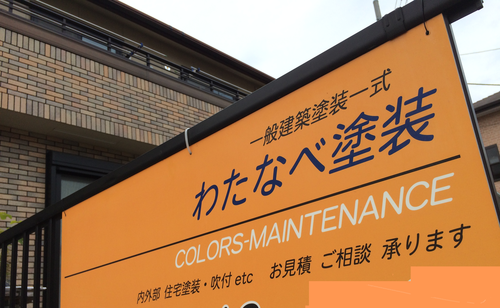 一般建築塗装一式
わたなべ塗装
COLORS-MAINTENANCE
内外部 住宅塗装・吹付 etc お見積 ご相談 承ります